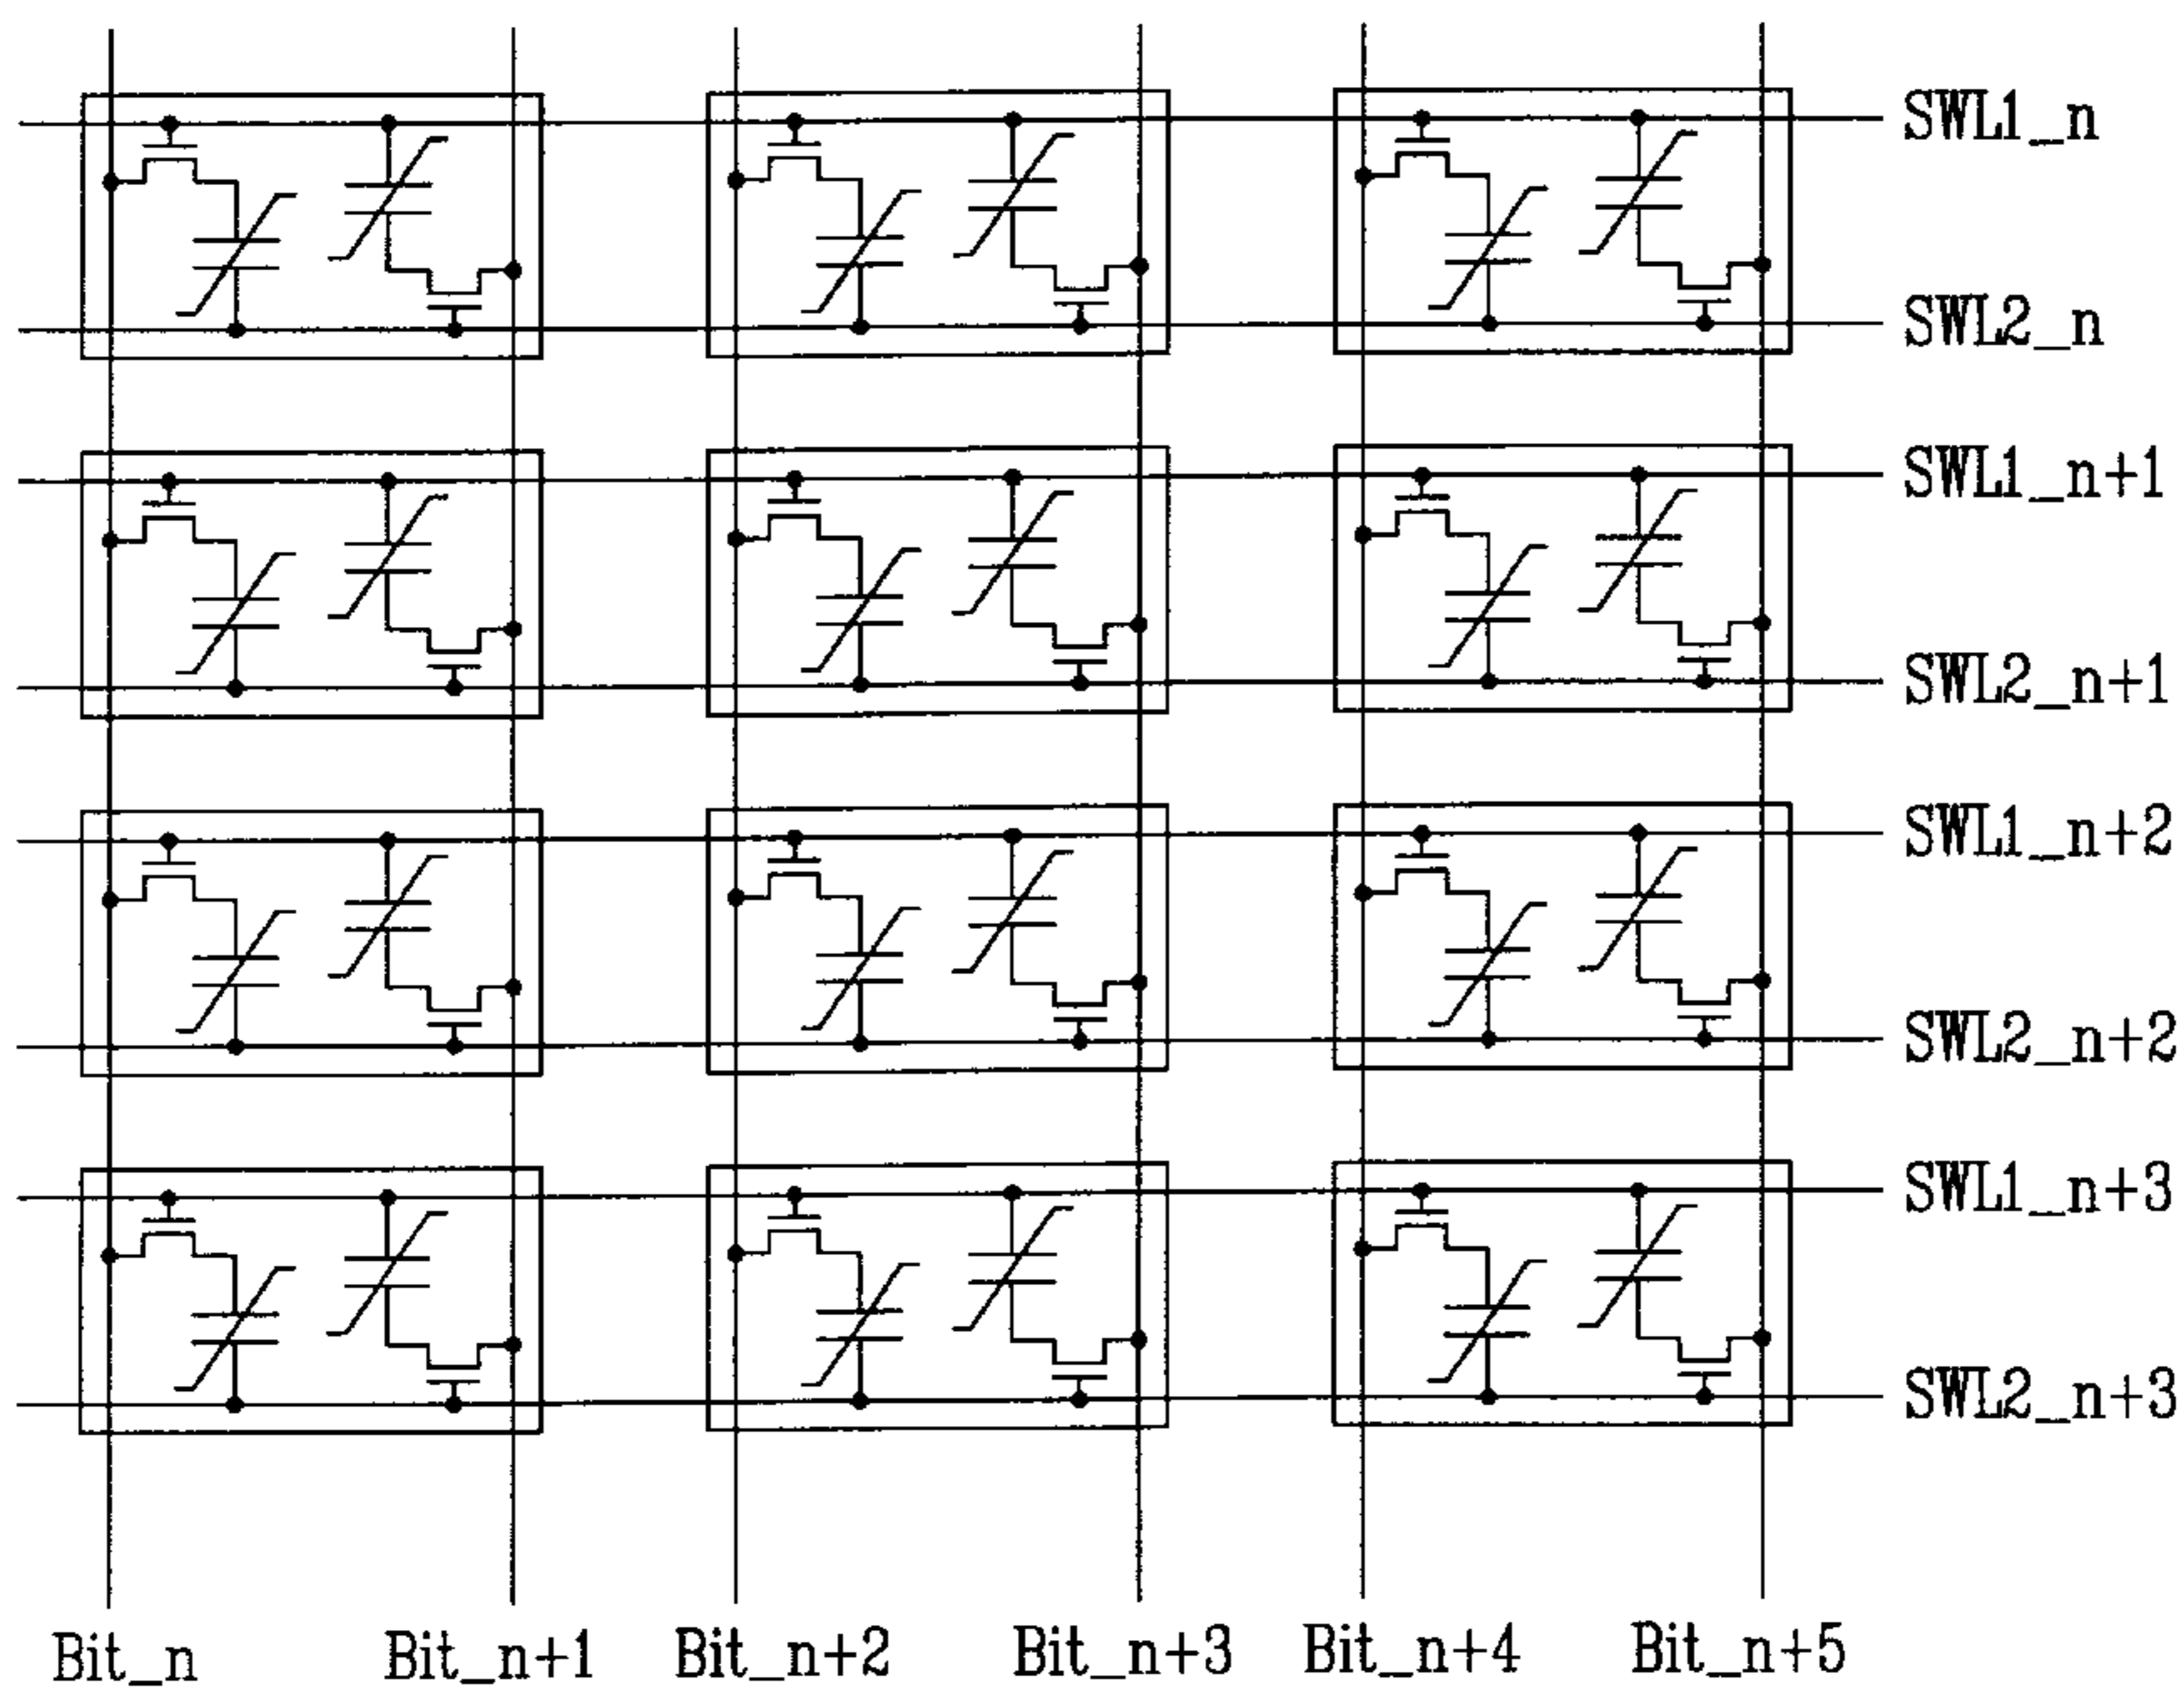 SWL1_n
SWL2_n
SWL1_n+1
SWL2_n+1
SWL1_n+2
SWL2_n+2
SWL1_n+3
SWL2_n+3
Bit_n Bit_n+1 Bit_n+2 Bit_n+3 Bit_n+4 Bit_n+5